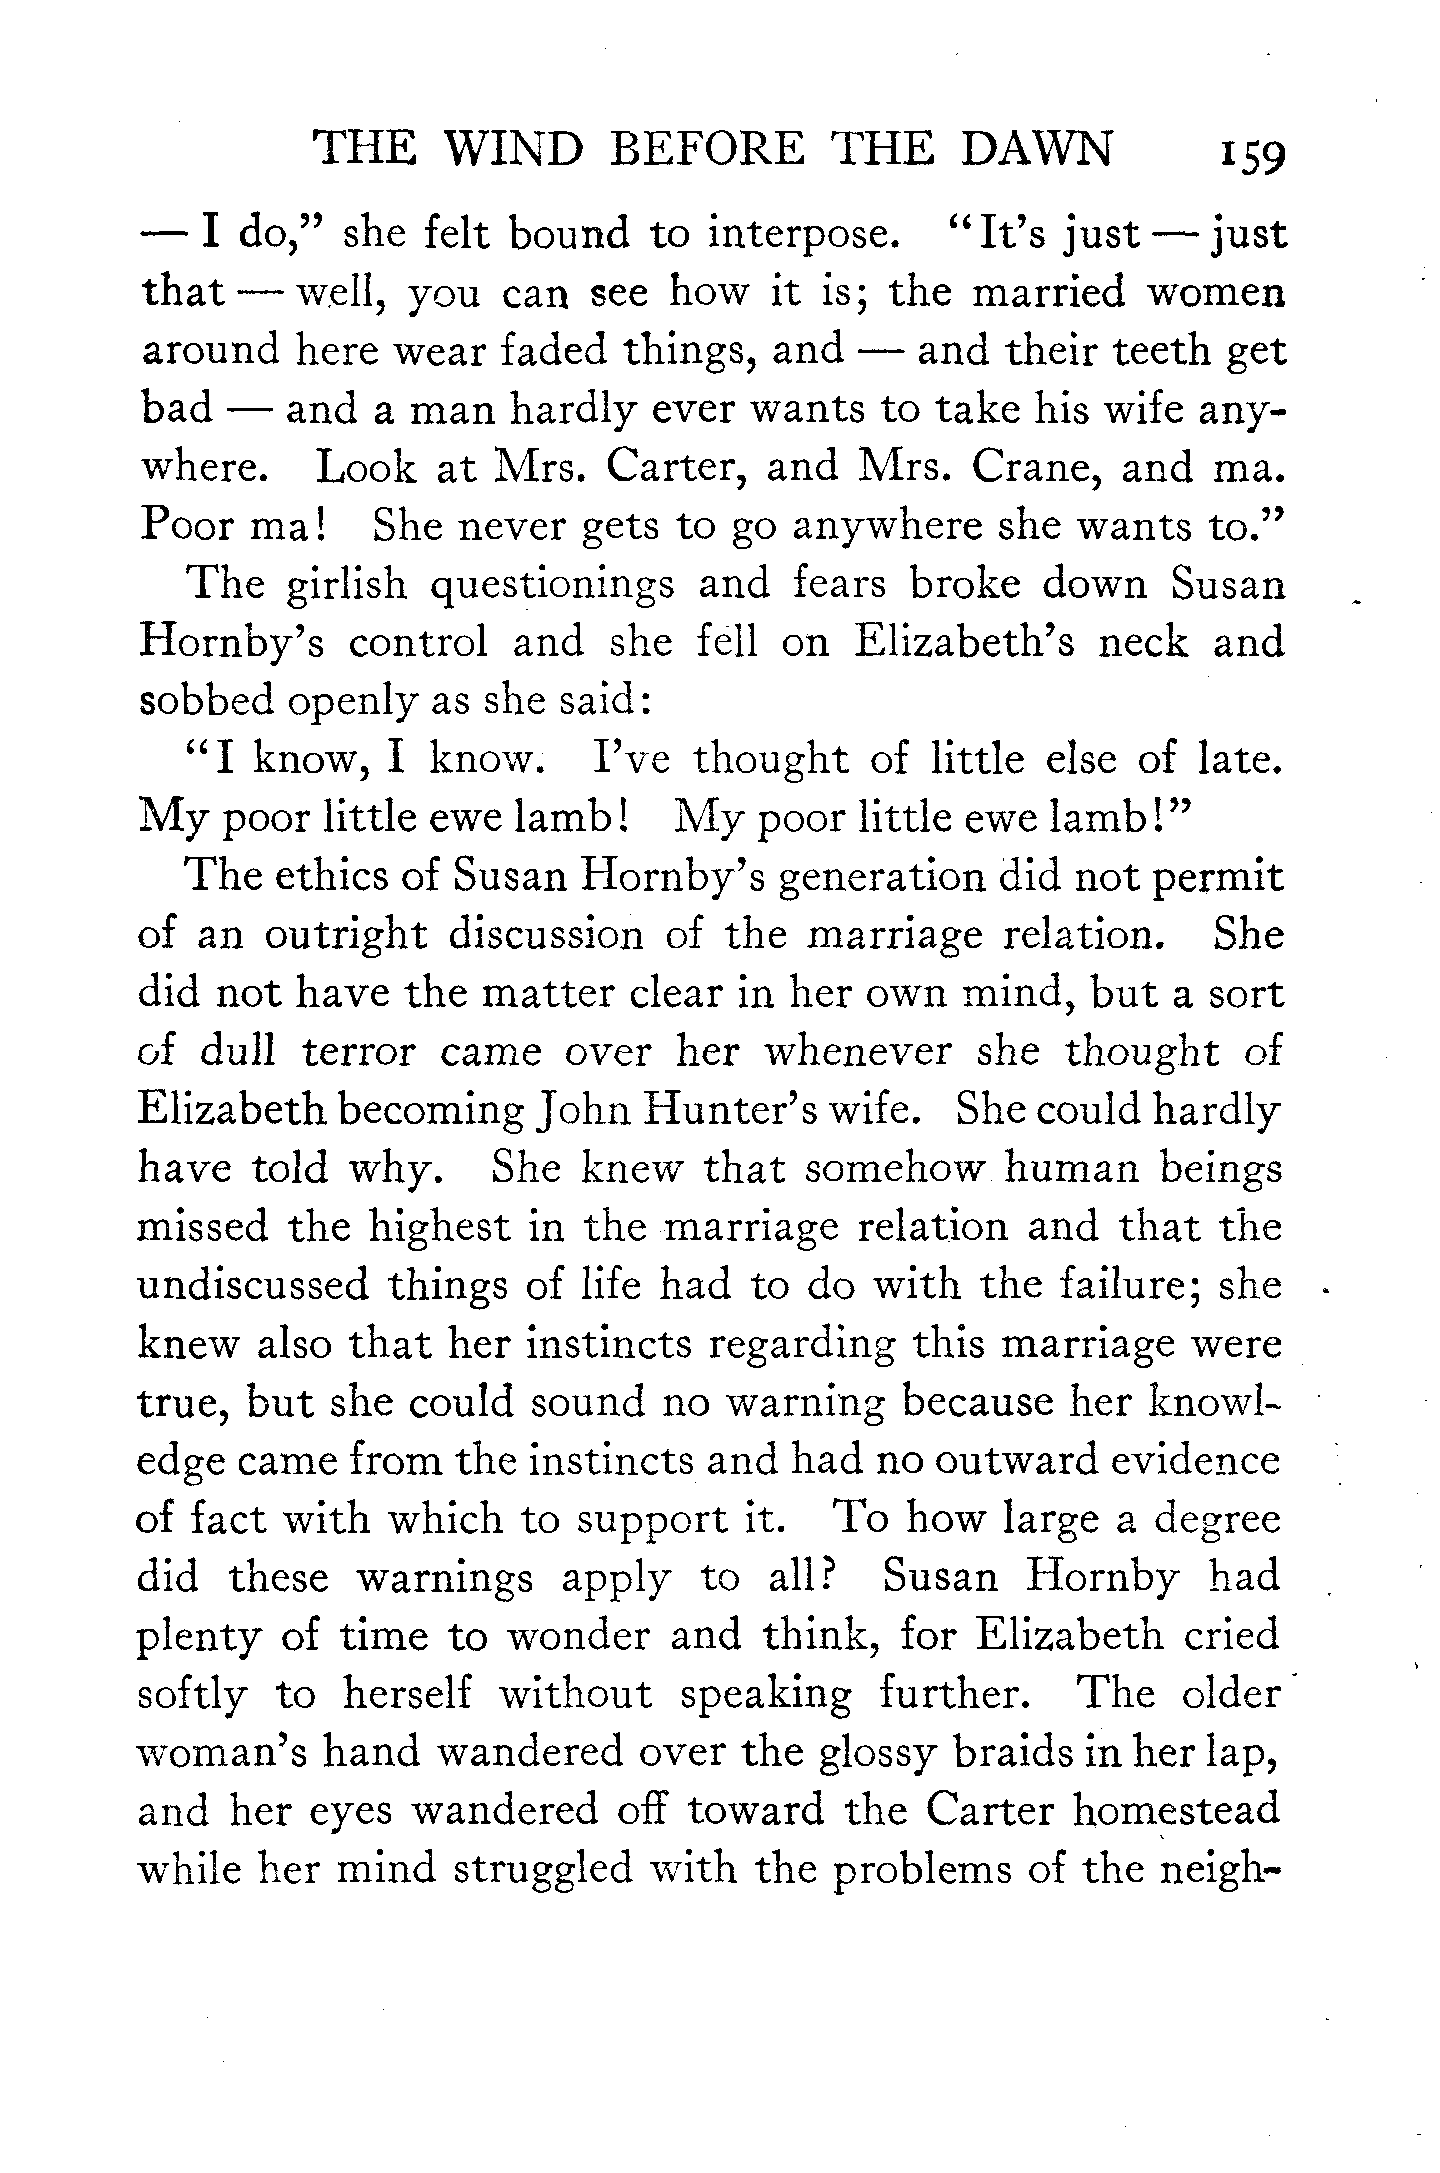 THE WIND BEFORE THE DAWN 159
— I do,” she felt bound to interpose. “It’s just — just
that — well, you can see how it is; the married women
around here wear faded things, and — and their teeth get
bad — and a man hardly ever wants to take his wife any-
where. Look at Mrs. Carter, and Mrs. Crane, and ma.
Poor ma! She never gets to go anywhere she wants to.”
The girlish questionings and fears broke down Susan
Hornby’s control and she fell on Elizabeth’s neck and
sobbed openly as she said:
“I know, I know. I’ve thought of little else of late.
My poor little ewe lamb! My poor little ewe lamb!”
The ethics of Susan Hornby’s generation did not permit
of an outright discussion of the marriage relation. She
did not have the matter clear in her own mind, but a sort
of dull terror came over her whenever she thought of
Elizabeth becoming John Hunter’s wife. She could hardly
have told why. She knew that somehow human beings
missed the highest in the marriage relation and that the
undiscussed things of life had to do with the failure; she
knew also that her instincts regarding this marriage were
true, but she could sound no warning because her knowl-
edge came from the instincts and had no outward evidence
of fact with which to support it. To how large a degree
did these warnings apply to all? Susan Hornby had
plenty of time to wonder and think, for Elizabeth cried
softly to herself without speaking further. The older
woman’s hand wandered over the glossy braids in her lap,
and her eyes wandered off toward the Carter homestead
while her mind struggled with the problems of the neigh-